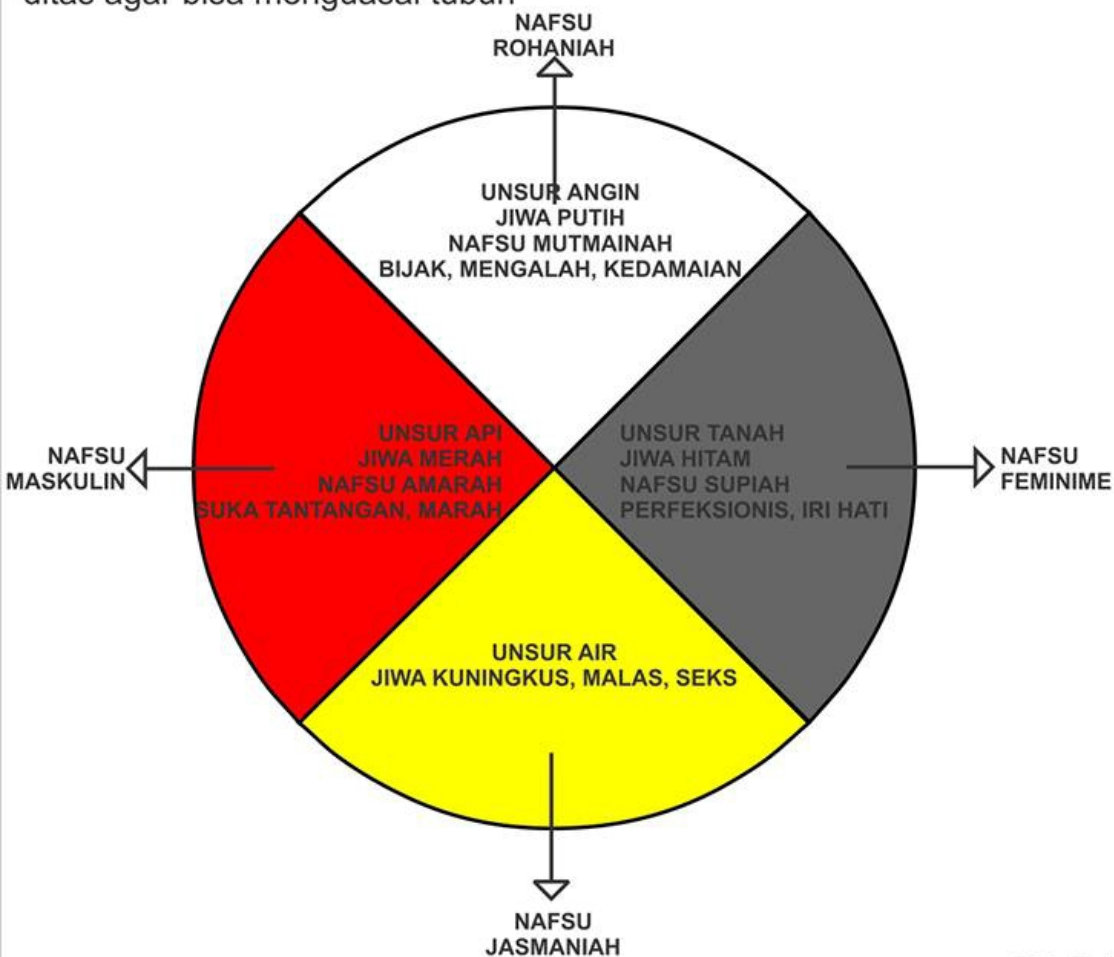 NAFSU
ROHANIAH
UNSUR ANGIN
JIWA PUTIH
NAFSU MUTMAINAH
BIJAK, MENGALAH, KEDAMAIAN
NAFSU
MASKULIN
UNSUR API
JIWA MERAH
NAFSU AMARAH
SUKA TANTANGAN, MARAH
UNSUR TANAH
JIWA HITAM
NAFSU SUPIAH
PERFEKSIONIS, IRI HATI
NAFSU
FEMINIME
UNSUR AIR
JIWA KUNINGKUS, MALAS, SEKS
NAFSU
JASMANIAH